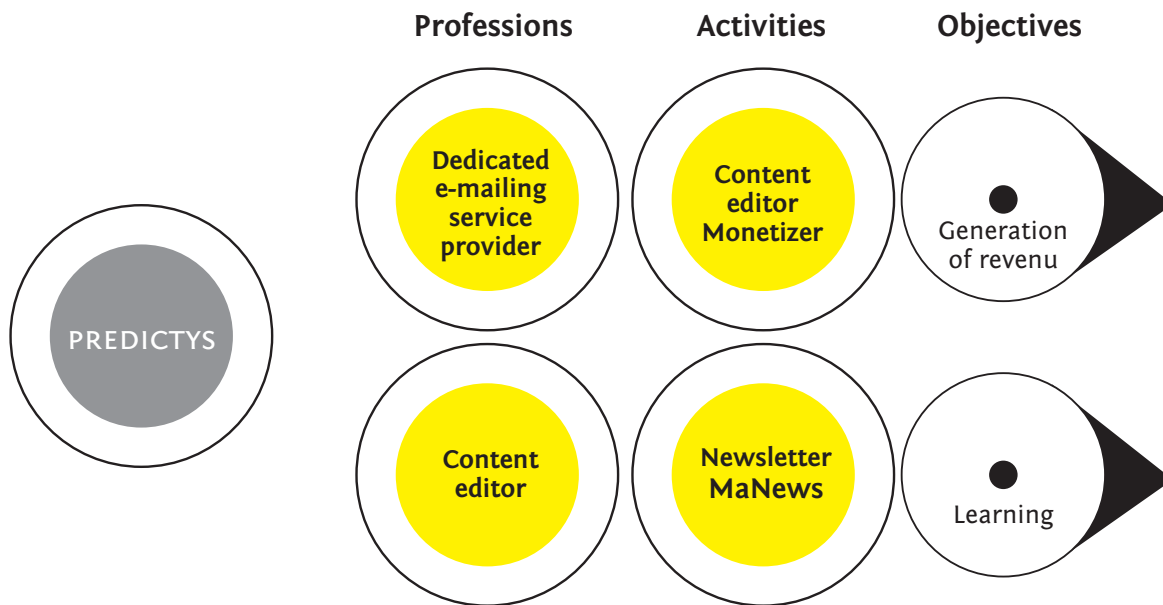 Professions
Activities
Objectives
PREDICTYS
Dedicated
e-mailing
service
provider
Content
editor
Monetizer
Generation
of revenu
Content
editor
Newsletter
MaNews
Learning